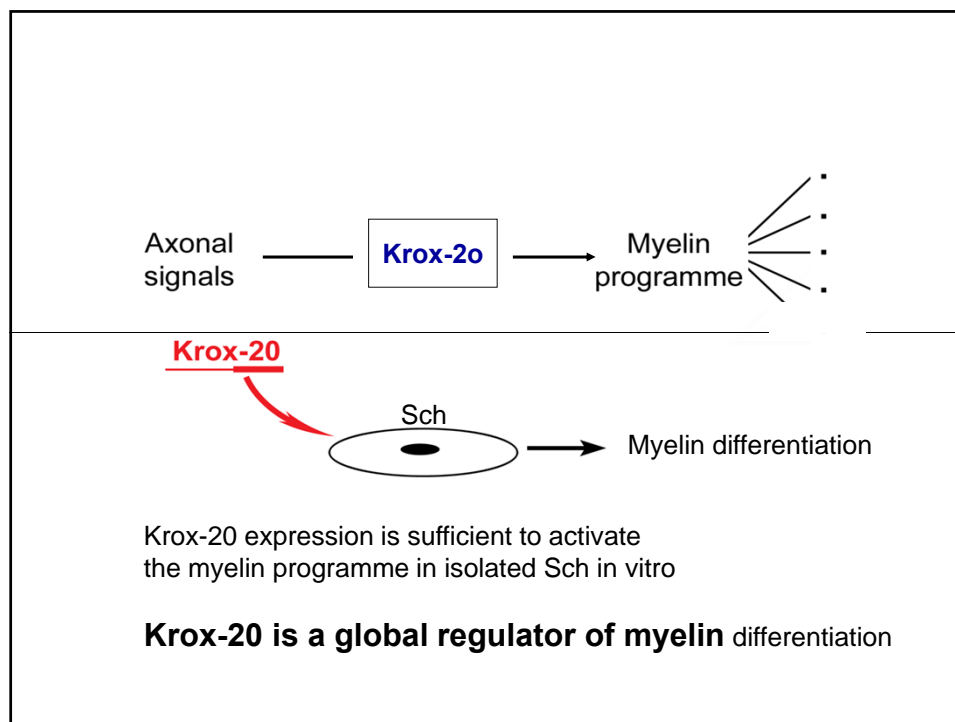 Axonal
signals
Krox-2o
Myelin
programme
Krox-20
Sch
Myelin differentiation
Krox-20 expression is sufficient to activate
the myelin programme in isolated Sch in vitro
Krox-20 is a global regulator of myelin differentiation